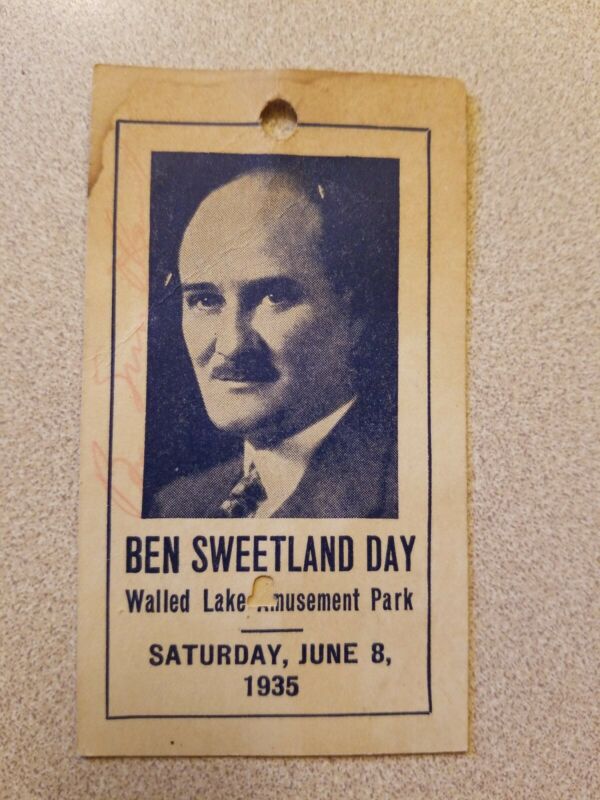 BEN SWEETLAND DAY
Walled Lake Amusement Park
SATURDAY, JUNE 8,
1935